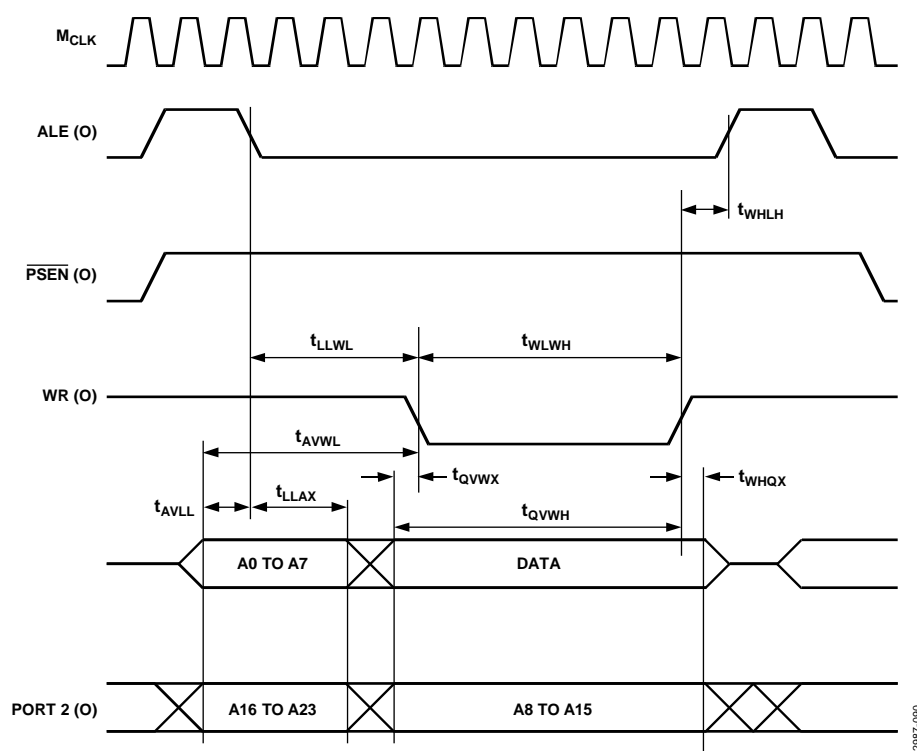 MCLK
ALE (O)
tWHLH
PSEN (O)
tLLWL
tWLWH
WR (O)
tAVWL
tQVWX
tWHQX
tAVLL
tLLAX
tQVWH
A0 TO A7
DATA
PORT 2 (O)
A16 TO A23
A8 TO A15